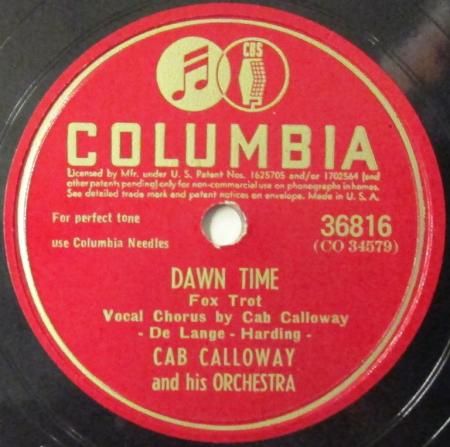 CBS
COLUMBIA
Licensed by Mfr. under U. S. Patent Nos. 1625705 and/or 1702564 (and
other patents pending) only for non-commercial use on phonographs in homes.
See detailed trade mark and patent notices on envelope. Made in U. S. A.
For perfect tone
use Columbia Needles
36816
(CO 34579)
DAWN TIME
Fox Trot
Vocal Chorus by Cab Calloway
- De Lange - Harding -
CAB CALLOWAY
and his ORCHESTRA